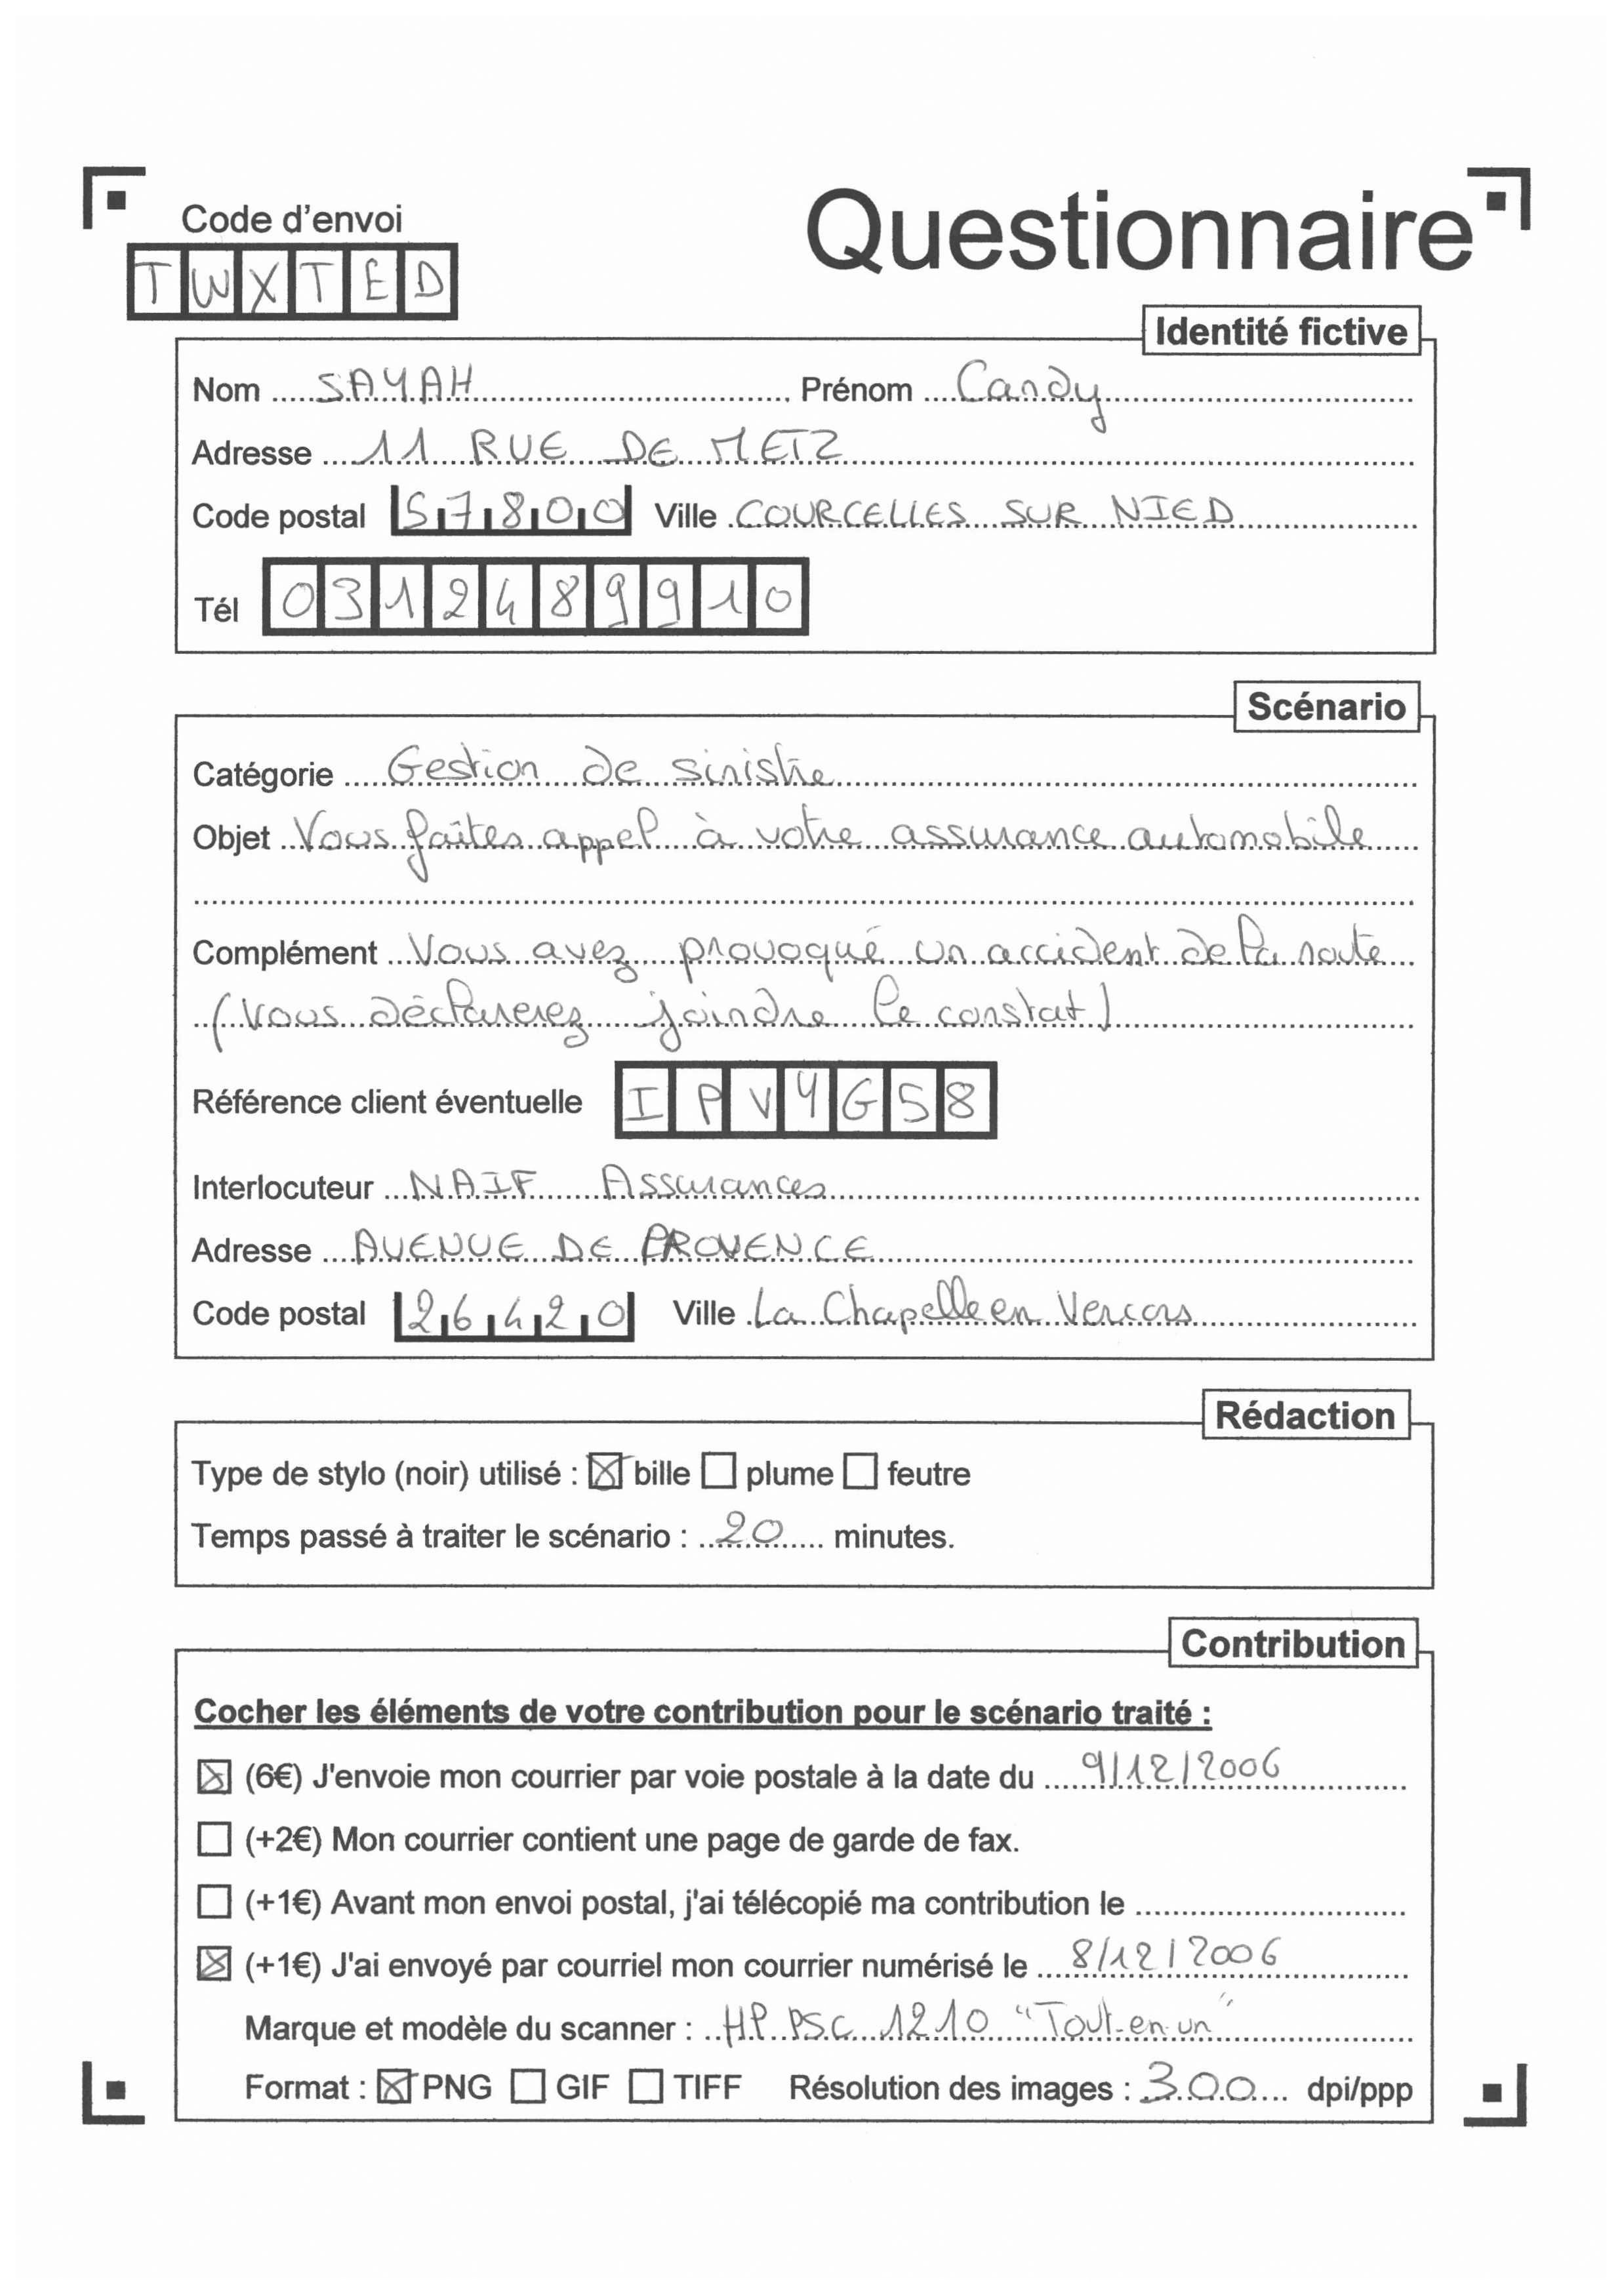 Code d'envoi
Questionnaire
TWXTED
Identité fictive
Nom SAYAH Prénom Candy
Adresse 11 RUE DE METZ
Code postal 57800 Ville COURCELLES SUR NIED
Tél 0312489910
Scénario
Catégorie Gestion de sinistre
Objet Vous faîtes appel à votre assurance automobile
Complément Vous avez provoqué un accident de la route
(Vous déclarerez joindre le constat)
Référence client éventuelle IPVYG58
Interlocuteur NAIF Assurances
Adresse AVENUE DE PROVENCE
Code postal 26420 Ville La Chapelle en Vercors
Rédaction
Type de stylo (noir) utilisé : bille plume feutre
Temps passé à traiter le scénario : 20 minutes.
Contribution
Cocher les éléments de votre contribution pour le scénario traité :
(6€) J'envoie mon courrier par voie postale à la date du 9/12/2006
(+2€) Mon courrier contient une page de garde de fax.
(+1€) Avant mon envoi postal, j'ai télécopié ma contribution le
(+1€) J'ai envoyé par courriel mon courrier numérisé le 8/12/2006
Marque et modèle du scanner : HP PSC 1210 "Tout-en-un"
Format : PNG GIF TIFF Résolution des images : 300 dpi/ppp